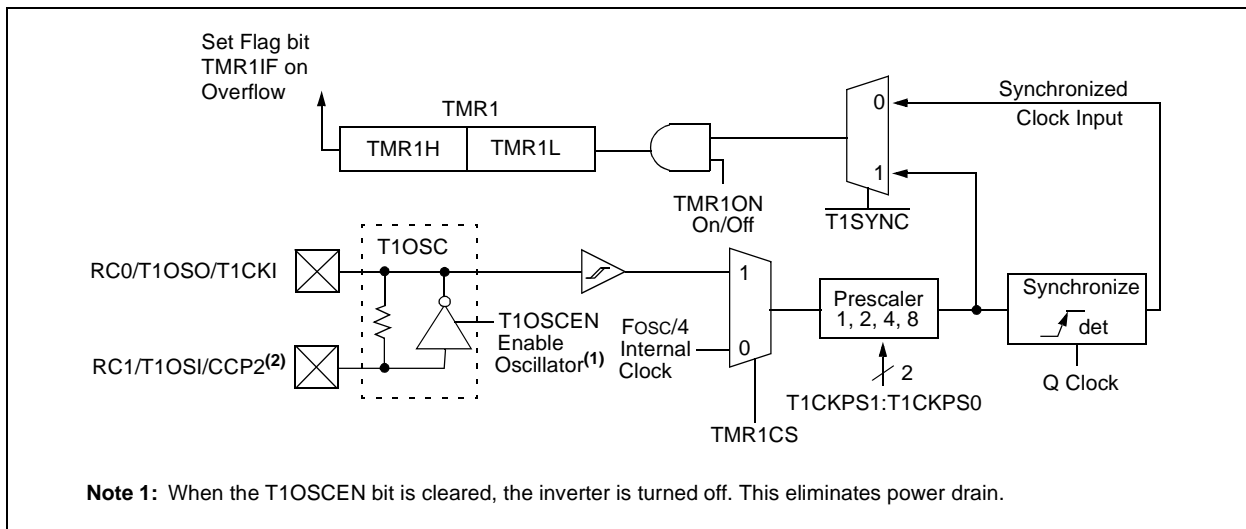 Set Flag bit
TMR1IF on
Overflow
TMR1
TMR1H
TMR1L
TMR1ON
On/Off
0
1
T1SYNC
Synchronized
Clock Input
RC0/T1OSO/T1CKI
T1OSC
RC1/T1OSI/CCP2(2)
T1OSCEN
Enable
Oscillator(1)
FOSC/4
Internal
Clock
1
0
TMR1CS
Prescaler
1, 2, 4, 8
2
T1CKPS1:T1CKPS0
Synchronize
det
Q Clock
Note 1: When the T1OSCEN bit is cleared, the inverter is turned off. This eliminates power drain.